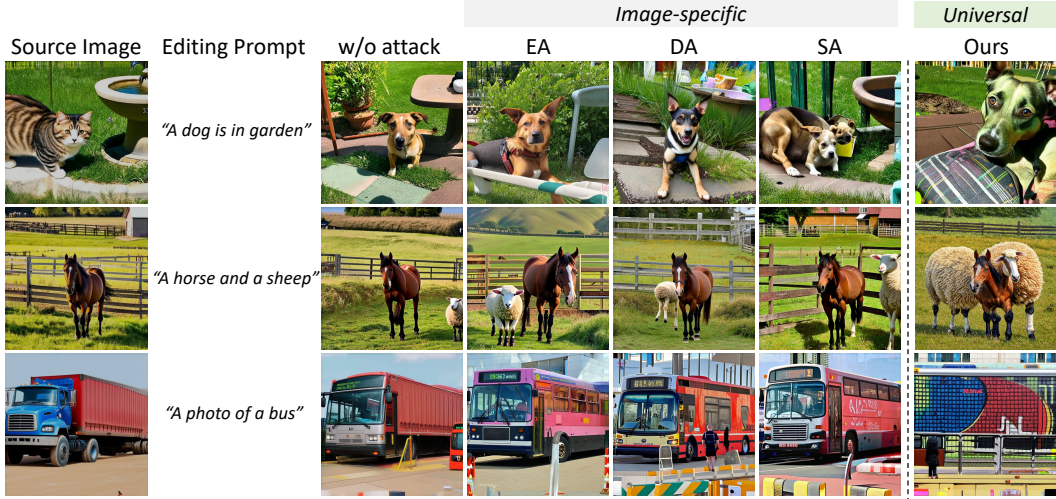 Image-specific Universal
Source Image Editing Prompt w/o attack EA DA SA Ours
“A dog is in garden”
“A horse and a sheep”
“A photo of a bus”